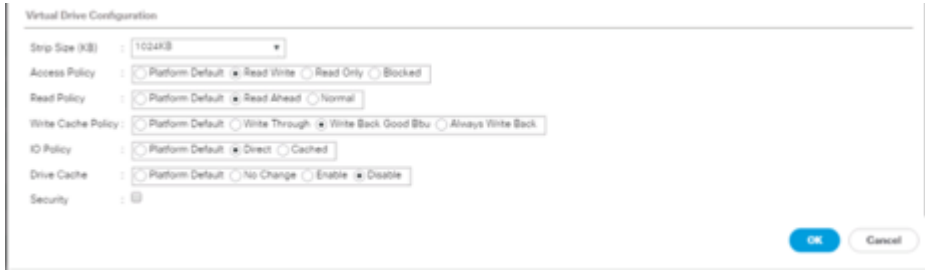 Virtual Drive Configuration
Strip Size (KB) : 1024KB
Access Policy : Platform Default Read Write Read Only Blocked
Read Policy : Platform Default Read Ahead Normal
Write Cache Policy : Platform Default Write Through Write Back Good Bbu Always Write Back
IO Policy : Platform Default Direct Cached
Drive Cache : Platform Default No Change Enable Disable
Security :
OK Cancel